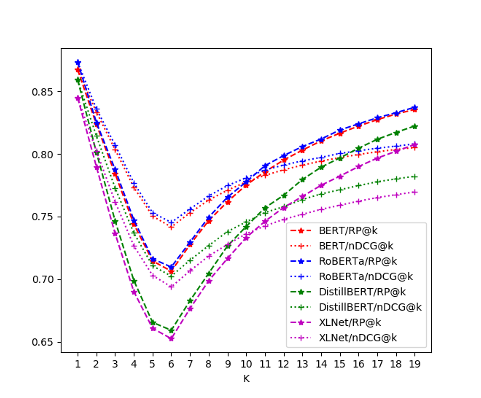 0.85
0.80
0.75
0.70
0.65
1 2 3 4 5 6 7 8 9 10 11 12 13 14 15 16 17 18 19
K
BERT/RP@k
BERT/nDCG@k
RoBERTa/RP@k
RoBERTa/nDCG@k
DistillBERT/RP@k
DistillBERT/nDCG@k
XLNet/RP@k
XLNet/nDCG@k